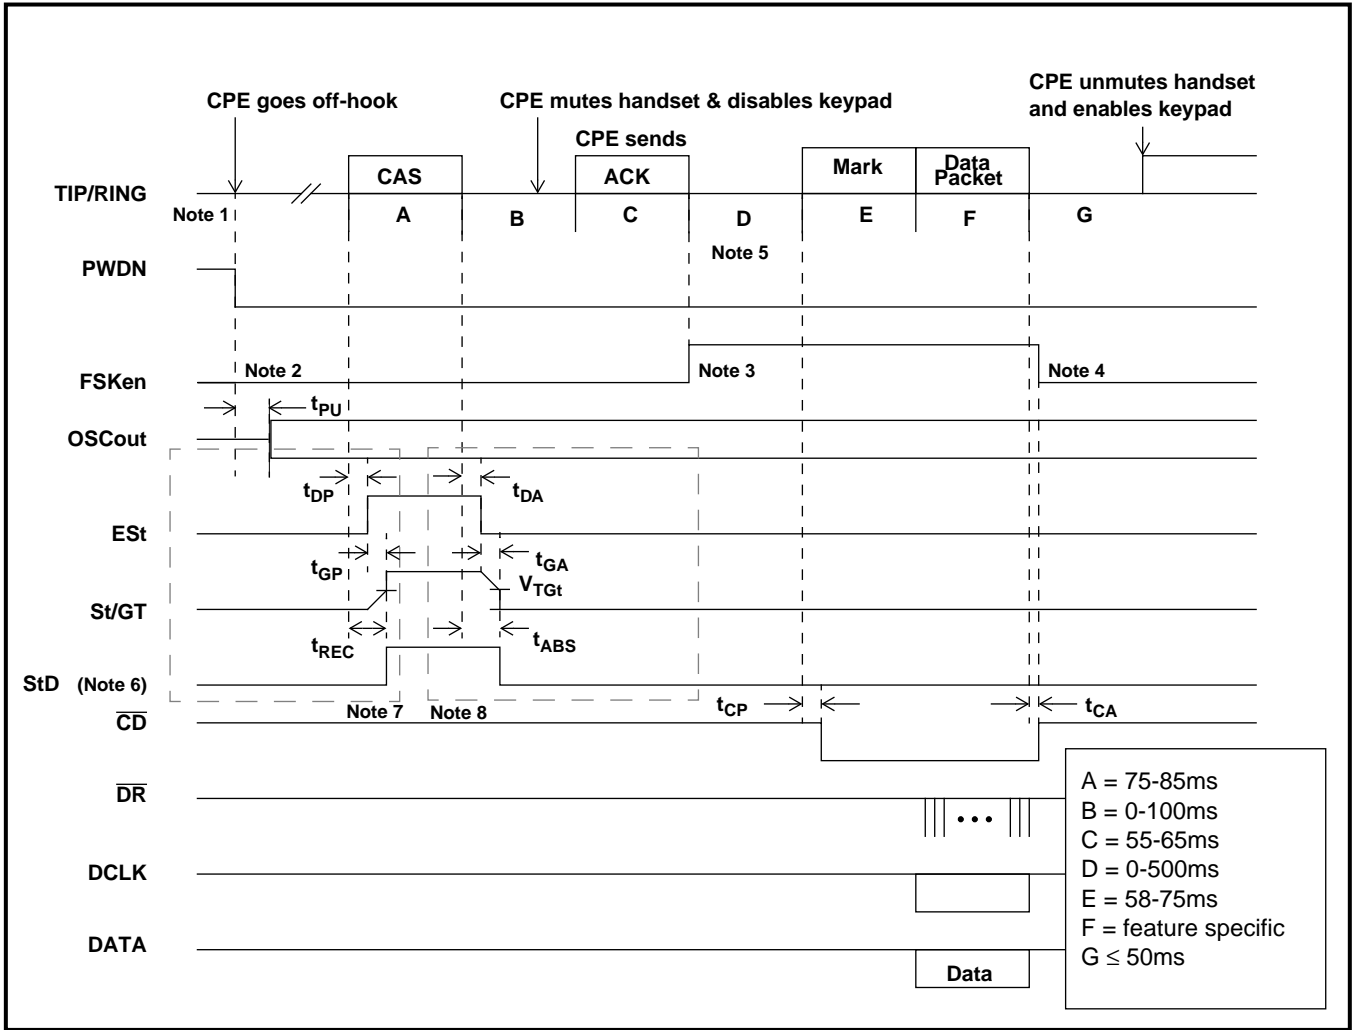 CPE goes off-hook
CPE mutes handset & disables keypad
CPE unmutes handset
and enables keypad
CPE sends
TIP/RING
CAS
ACK
Mark
Data
Packet
Note 1
A
B
C
D
E
F
G
Note 5
PWDN
FSKen
Note 2
Note 3
Note 4
tPU
OSCout
tDP
tDA
ESt
tGP
tGA
VTGt
St/GT
tREC
tABS
StD (Note 6)
Note 7
Note 8
tCP
tCA
CD
DR
• • •
DCLK
DATA
Data
A = 75-85ms
B = 0-100ms
C = 55-65ms
D = 0-500ms
E = 58-75ms
F = feature specific
G ≤ 50ms